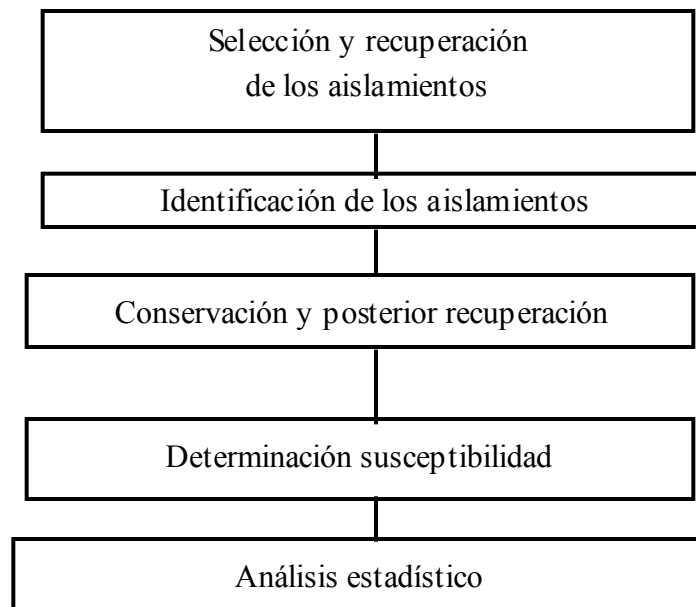 Selección y recuperación
de los aislamientos
Identificación de los aislamientos
Conservación y posterior recuperación
Determinación susceptibilidad
Análisis estadístico